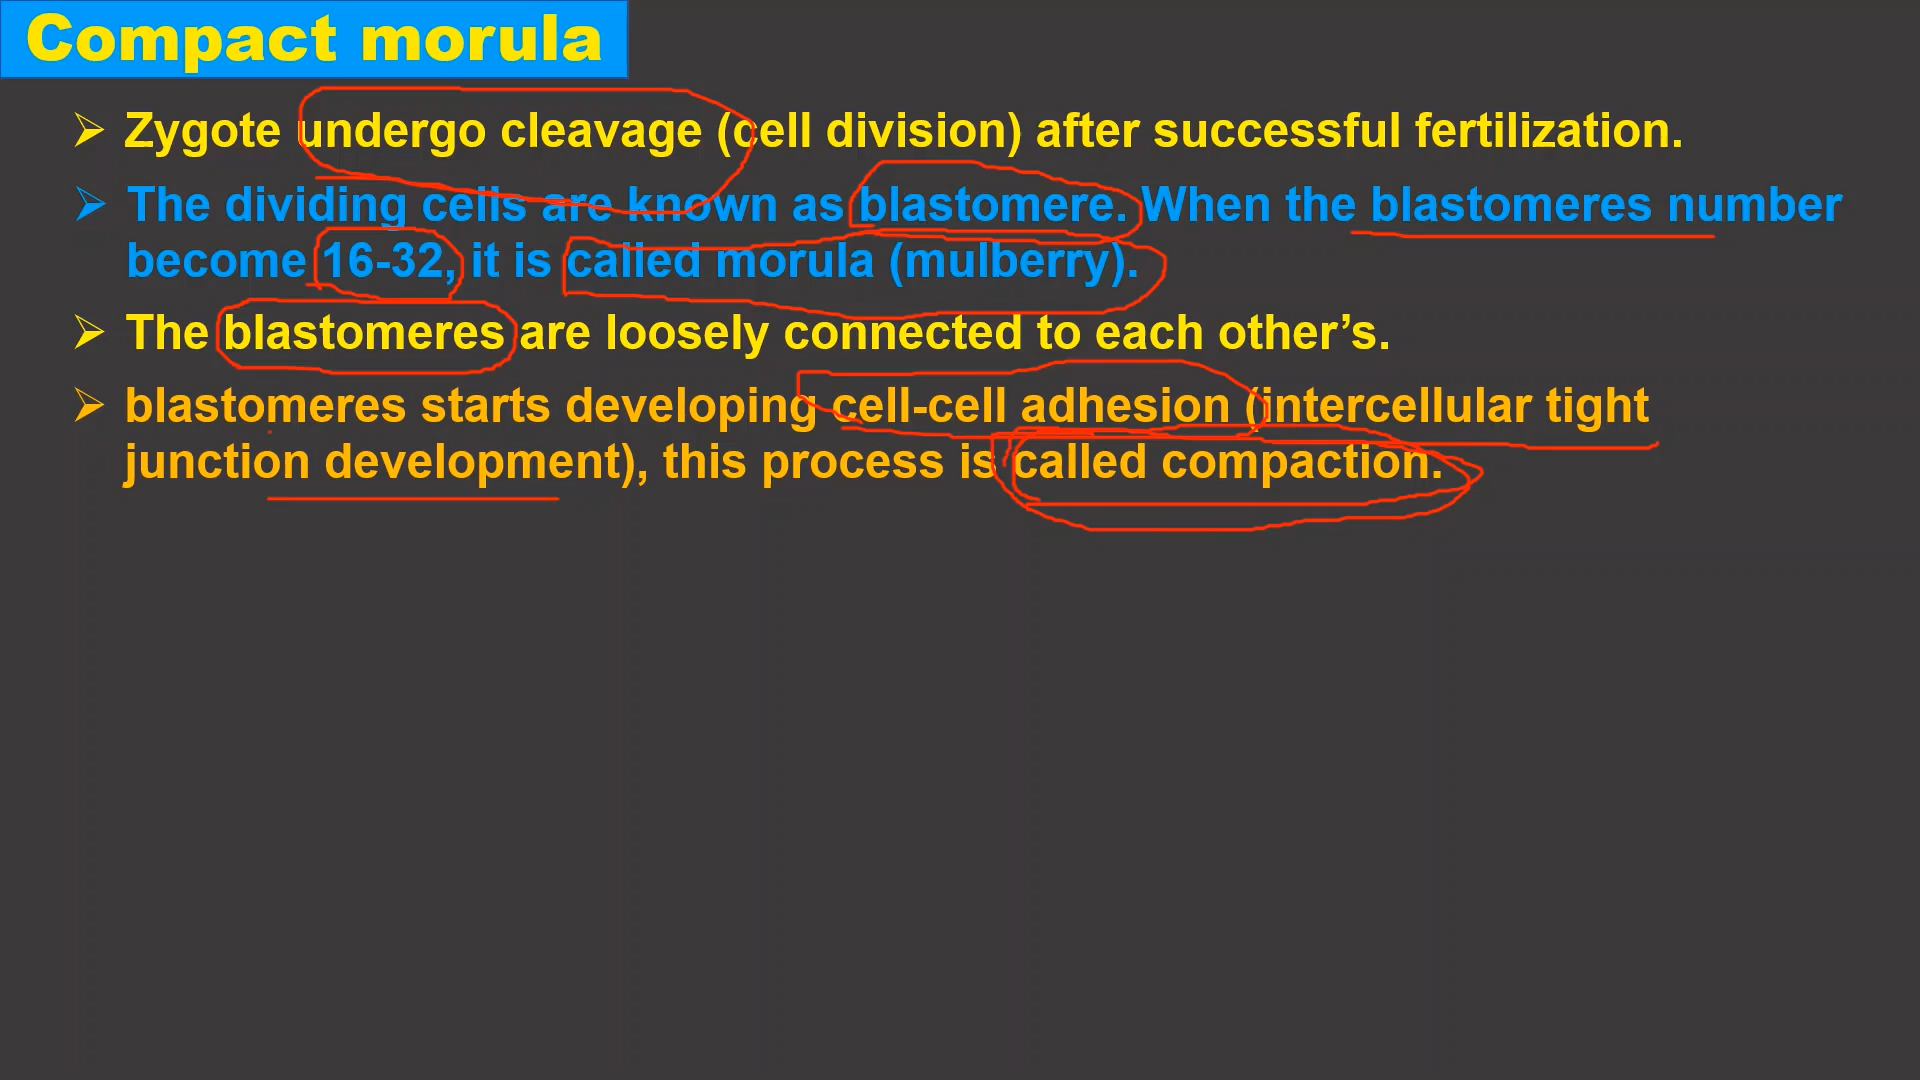 Compact morula
➢ Zygote undergo cleavage (cell division) after successful fertilization.
➢ The dividing cells are known as blastomere. When the blastomeres number
become 16-32, it is called morula (mulberry).
➢ The blastomeres are loosely connected to each other’s.
➢ blastomeres starts developing cell-cell adhesion (intercellular tight
junction development), this process is called compaction.